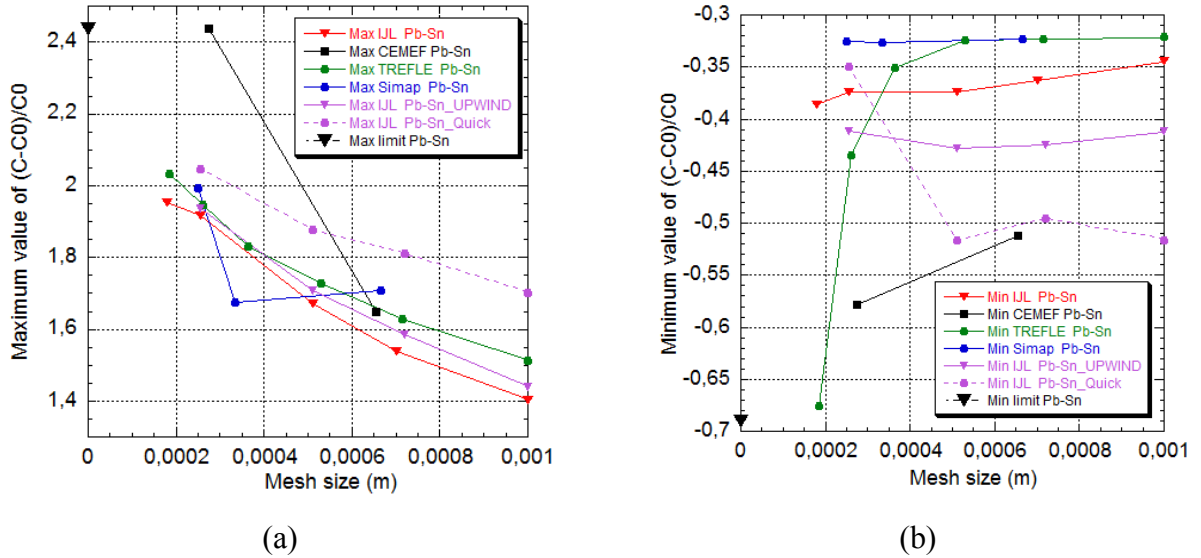 Maximum value of (C-C0)/C0
2,4
2,2
2
1,8
1,6
1,4
Max IJL Pb-Sn
Max CEMEF Pb-Sn
Max TREFLE Pb-Sn
Max Simap Pb-Sn
Max IJL Pb-Sn_UPWIND
Max IJL Pb-Sn_Quick
Max limit Pb-Sn
0 0,0002 0,0004 0,0006 0,0008 0,001
Mesh size (m)
(a)
Minimum value of (C-C0)/C0
-0,3
-0,35
-0,4
-0,45
-0,5
-0,55
-0,6
-0,65
-0,7
Min IJL Pb-Sn
Min CEMEF Pb-Sn
Min TREFLE Pb-Sn
Min Simap Pb-Sn
Min IJL Pb-Sn_UPWIND
Min IJL Pb-Sn_Quick
Min limit Pb-Sn
0 0,0002 0,0004 0,0006 0,0008 0,001
Mesh size (m)
(b)